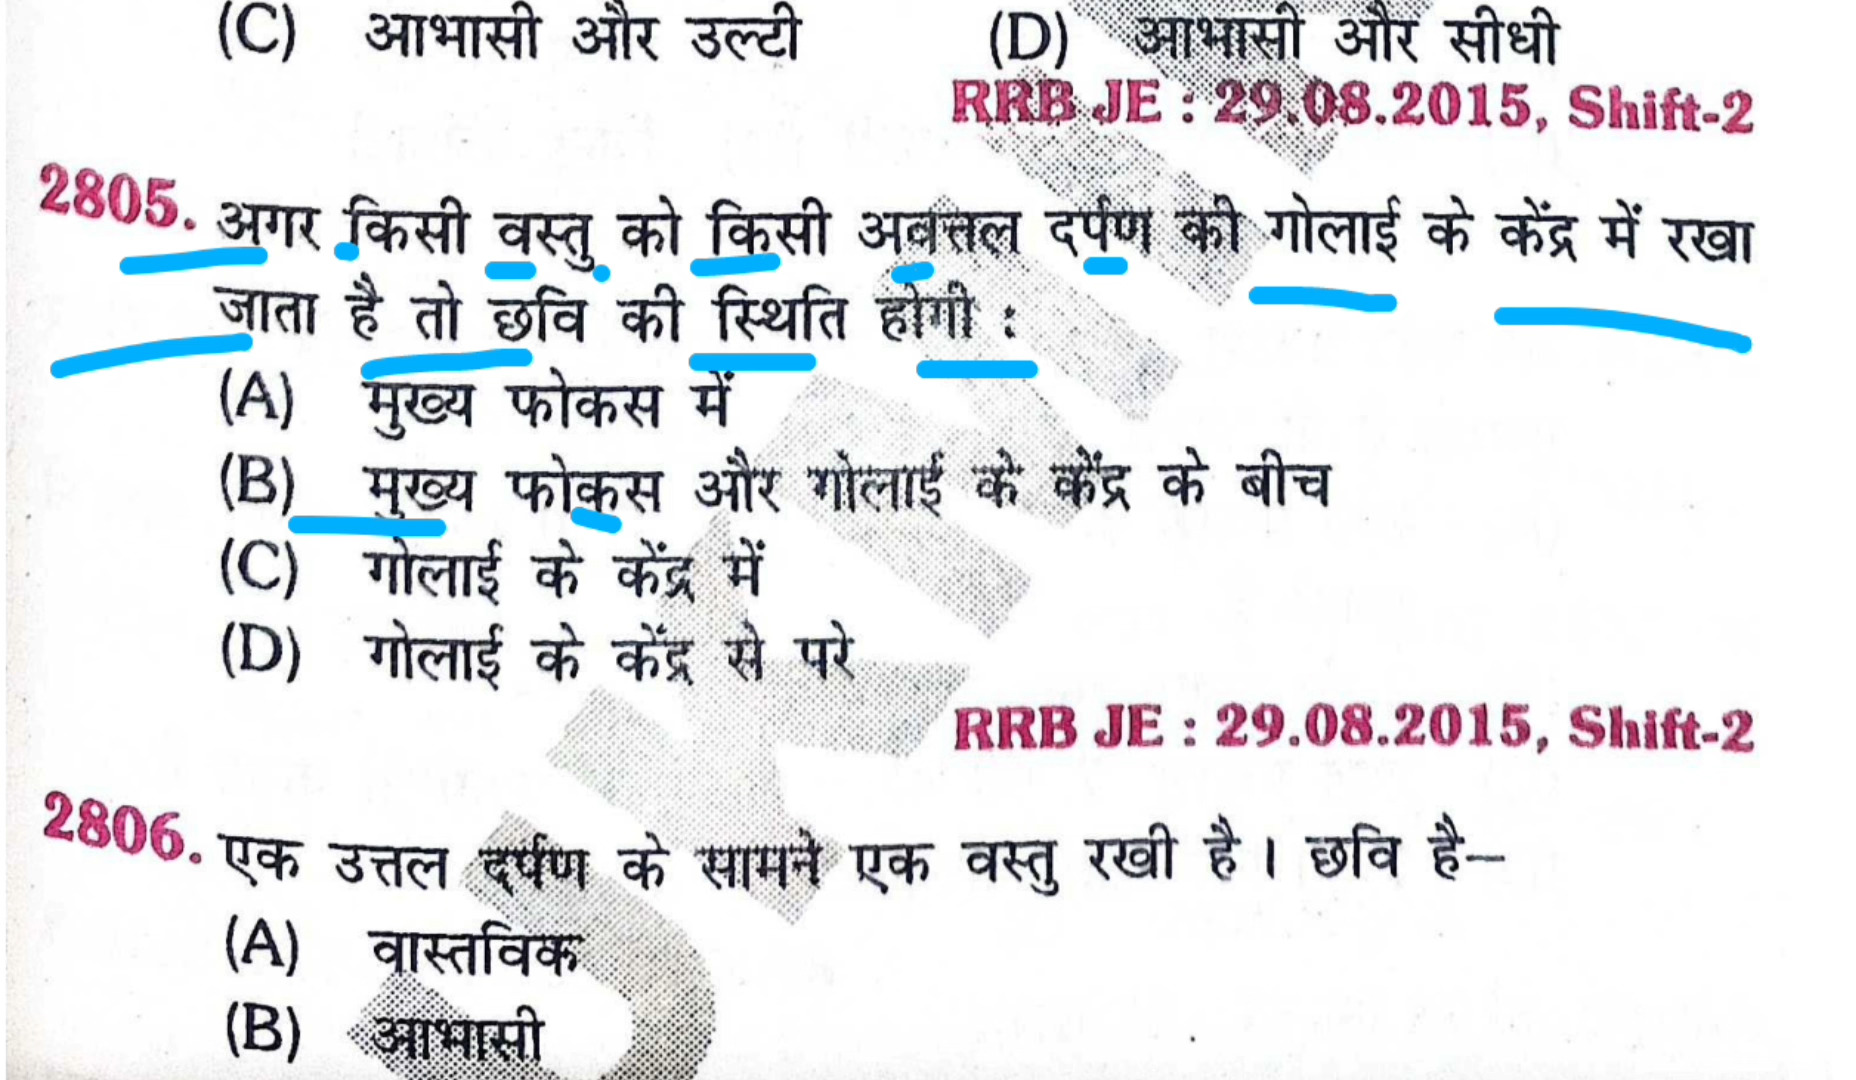 (C) आभासी और उल्टी (D) आभासी और सीधी
RRB JE : 29.08.2015, Shift-2
2805. अगर किसी वस्तु को किसी अवत्तल दर्पण की गोलाई के केंद्र में रखा
जाता है तो छवि की स्थिति होगी :
(A) मुख्य फोकस में
(B) मुख्य फोकस और गोलाई के केंद्र के बीच
(C) गोलाई के केंद्र में
(D) गोलाई के केंद्र से परे
RRB JE : 29.08.2015, Shift-2
2806. एक उत्तल दर्पण के सामने एक वस्तु रखी है। छवि है–
(A) वास्तविक
(B) आभासी